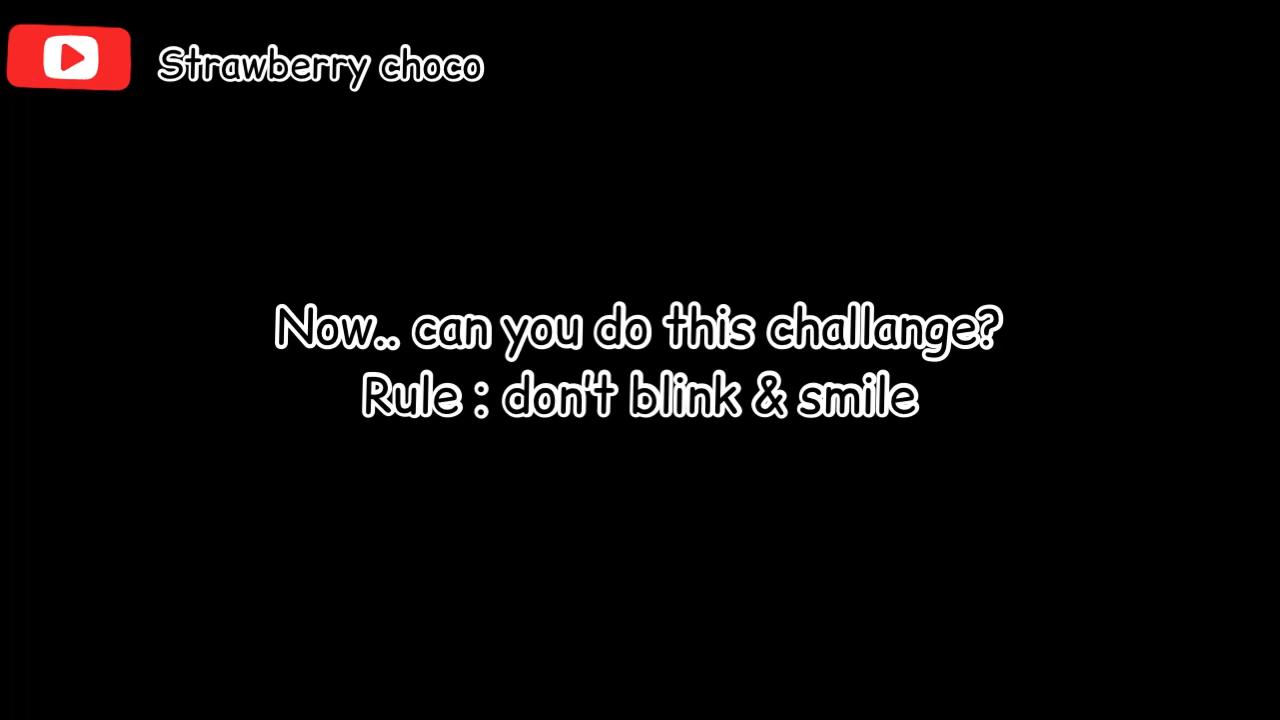 Strawberry choco
Now.. can you do this challange?
Rule : don't blink & smile